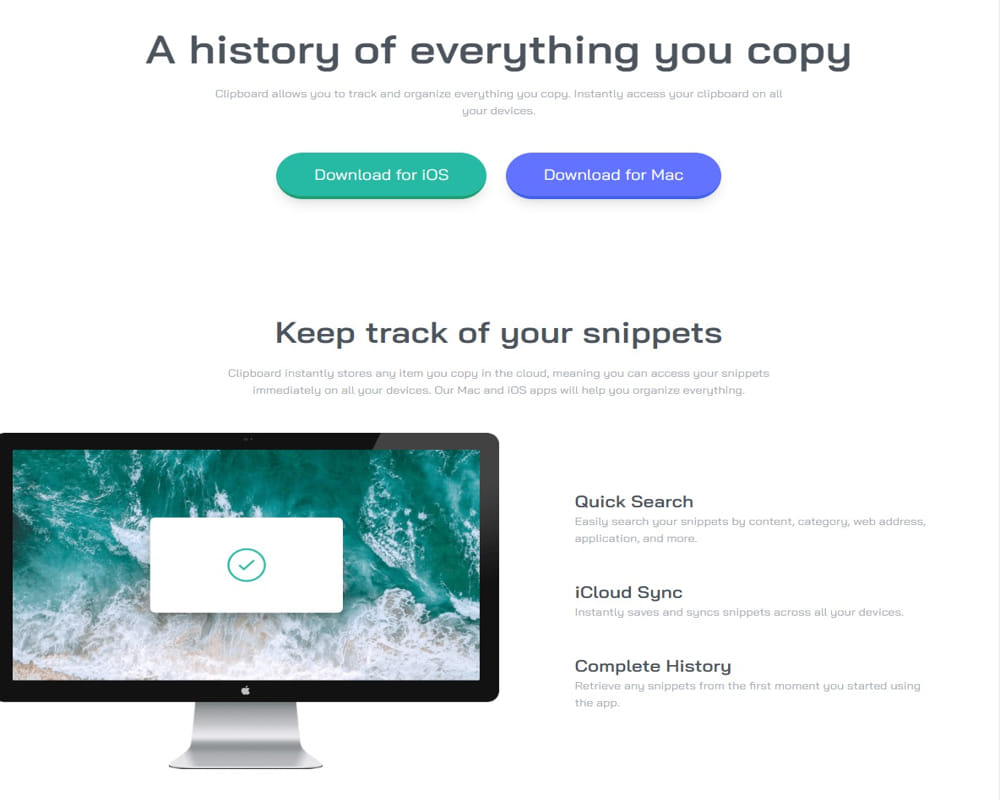 A history of everything you copy
Clipboard allows you to track and organize everything you copy. Instantly access your clipboard on all
your devices.
Download for iOS
Download for Mac
Keep track of your snippets
Clipboard instantly stores any item you copy in the cloud, meaning you can access your snippets
immediately on all your devices. Our Mac and iOS apps will help you organize everything.
Quick Search
Easily search your snippets by content, category, web address,
application, and more.
iCloud Sync
Instantly saves and syncs snippets across all your devices.
Complete History
Retrieve any snippets from the first moment you started using
the app.